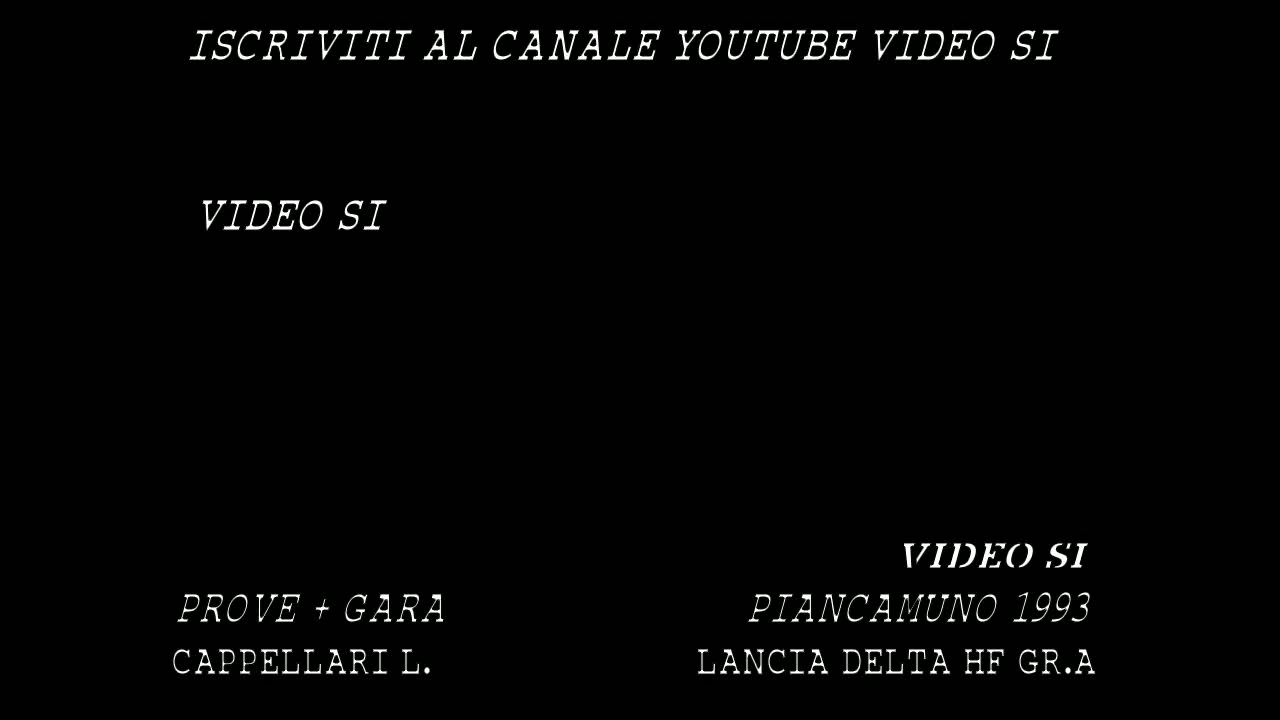 ISCRIVITI AL CANALE YOUTUBE VIDEO SI
VIDEO SI
VIDEO SI
PROVE + GARA PIANCAMUNO 1993
CAPPELLARI L. LANCIA DELTA HF GR.A